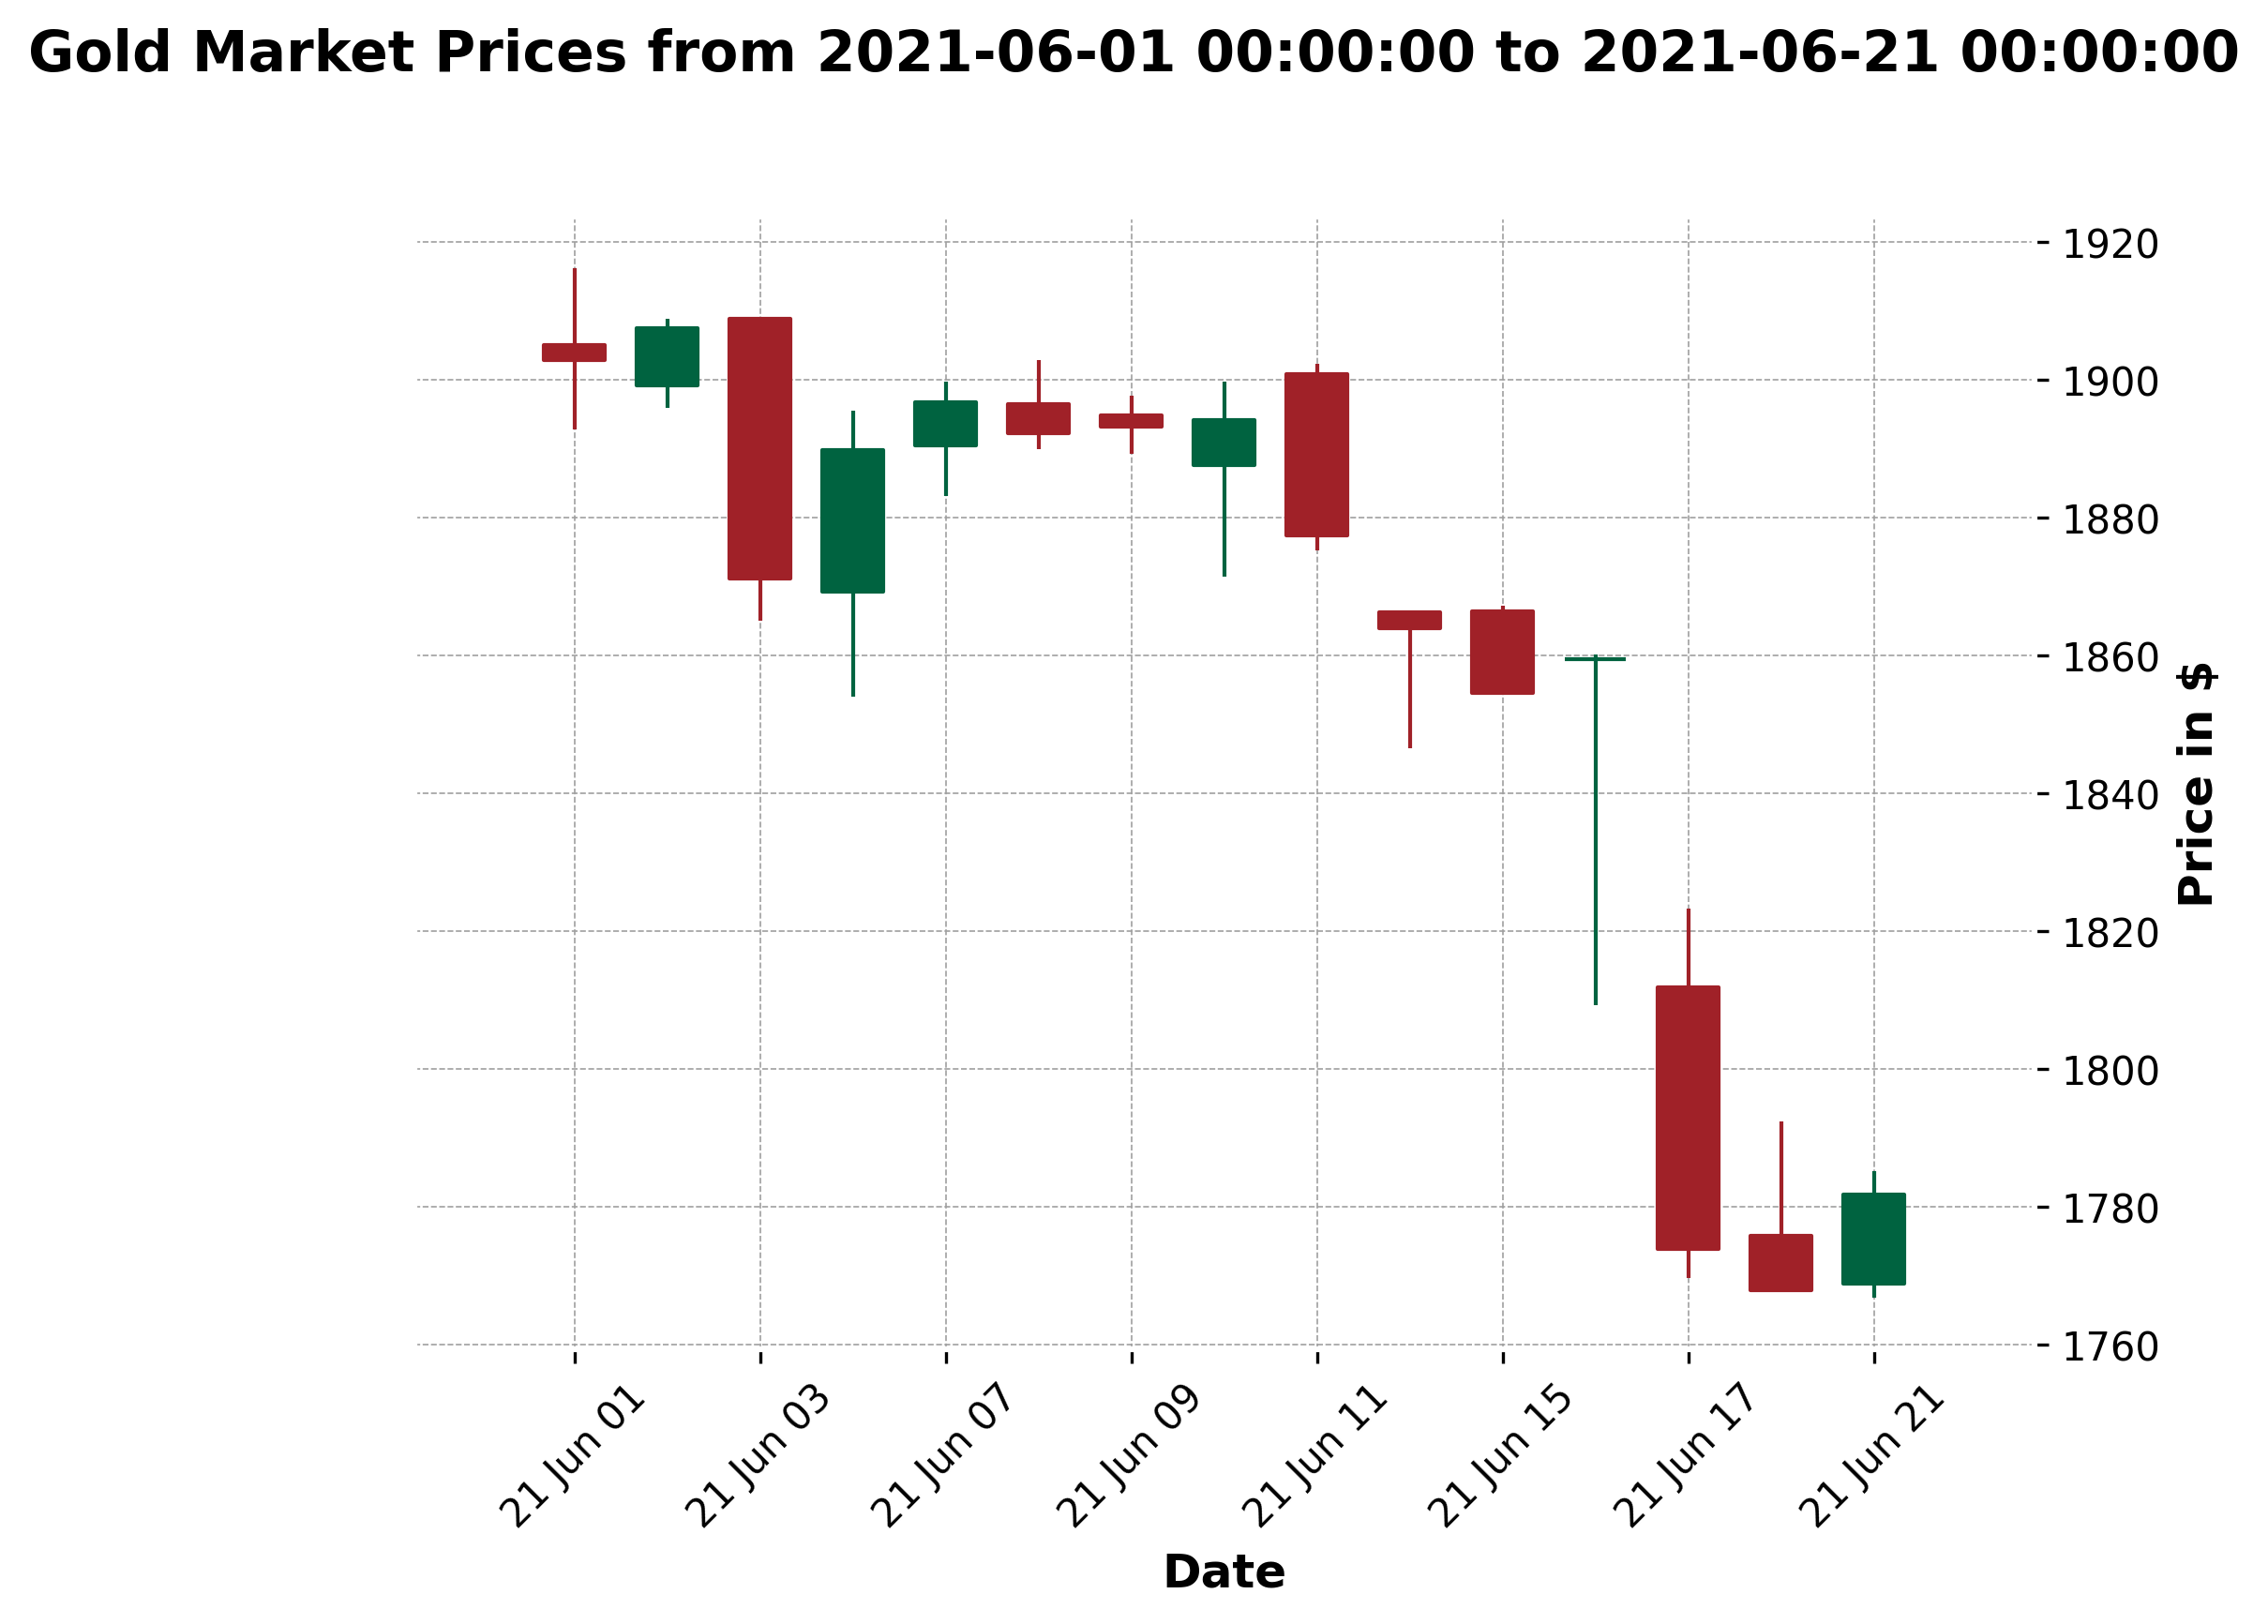 Gold Market Prices from 2021-06-01 00:00:00 to 2021-06-21 00:00:00
1920
1900
1880
1860
1840
1820
1800
1780
1760
Price in $
21 Jun 01
21 Jun 03
21 Jun 07
21 Jun 09
21 Jun 11
21 Jun 15
21 Jun 17
21 Jun 21
Date